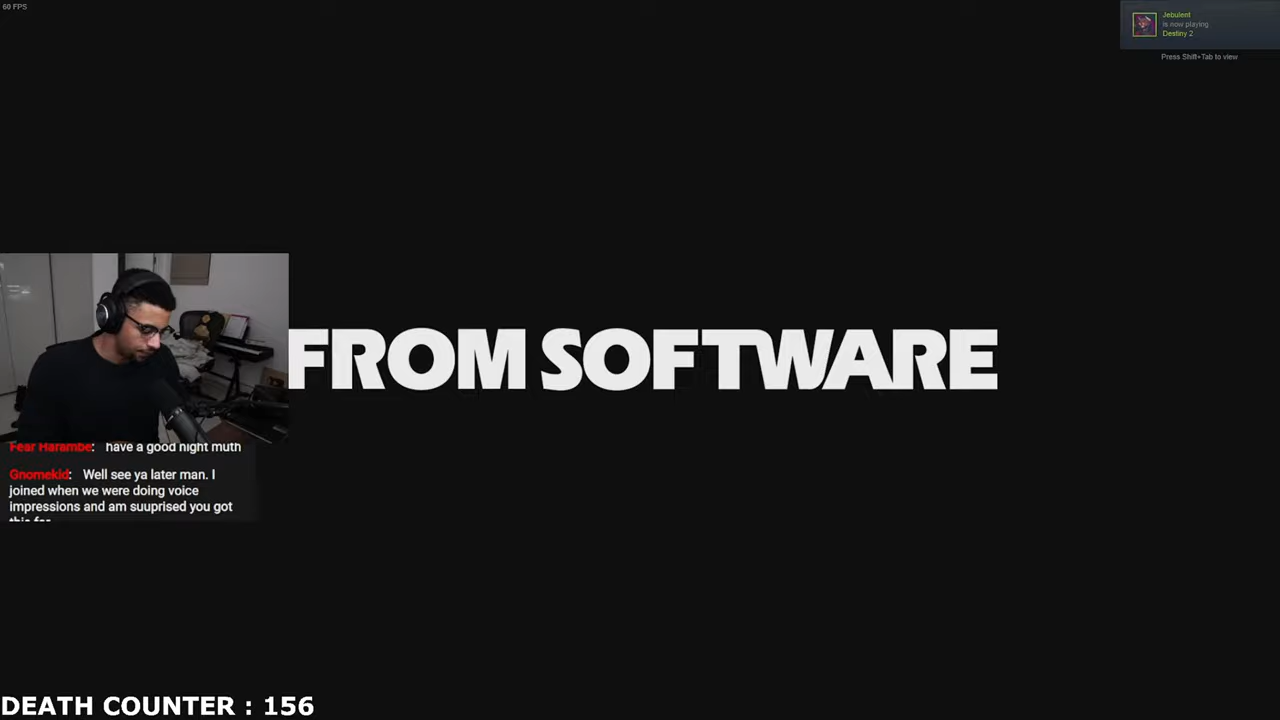 60 FPS
Jebulent
is now playing
Destiny 2
Press Shift+Tab to view
FROM SOFTWARE
Fear Harambe: have a good night muth
Gnomekid: Well see ya later man. I
joined when we were doing voice
impressions and am suuprised you got
this far
DEATH COUNTER : 156